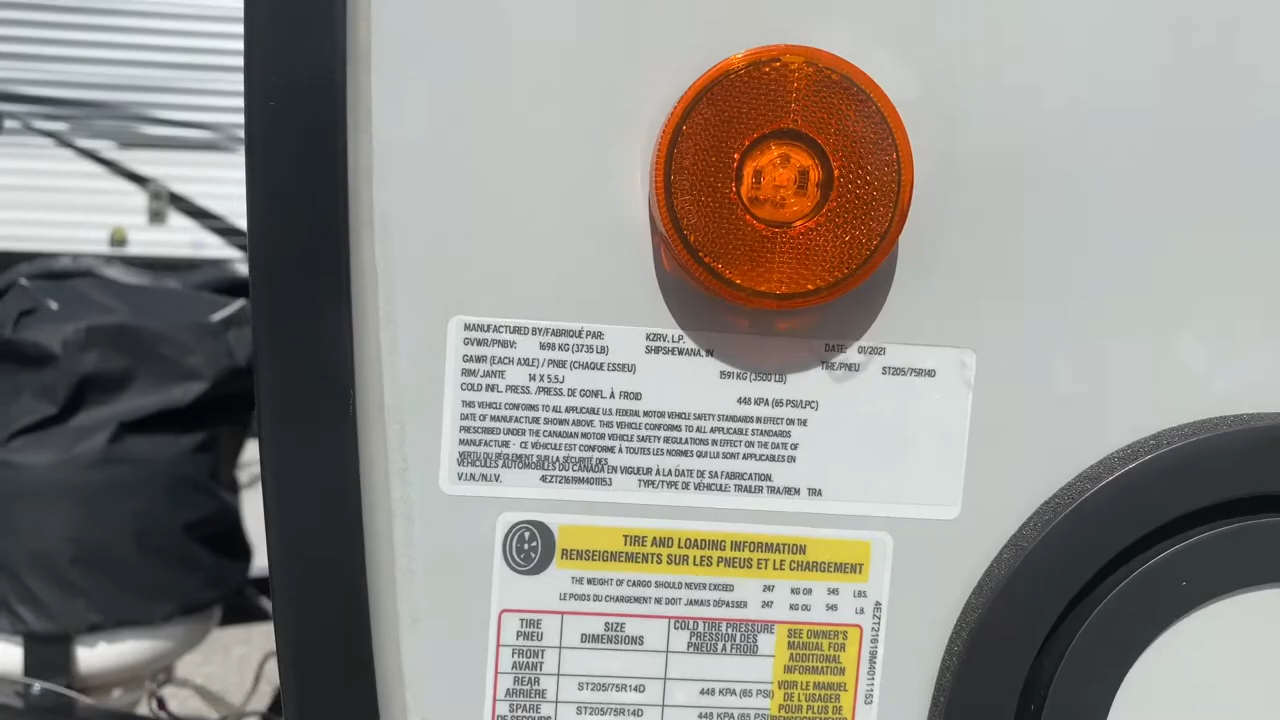 MANUFACTURED BY/FABRIQUÉ PAR: KZRV, L.P. DATE: 01/2021
GVWR/PNBV: 1698 KG (3735 LB) SHIPSHEWANA, IN
GAWR (EACH AXLE) / PNBE (CHAQUE ESSIEU) 1591 KG (3500 LB) TIRE/PNEU ST205/75R14D
RIM/JANTE 14 X 5.5J
COLD INFL. PRESS. /PRESS. DE GONFL. À FROID 448 KPA (65 PSI/LPC)
THIS VEHICLE CONFORMS TO ALL APPLICABLE U.S. FEDERAL MOTOR VEHICLE SAFETY STANDARDS IN EFFECT ON THE
DATE OF MANUFACTURE SHOWN ABOVE. THIS VEHICLE CONFORMS TO ALL APPLICABLE STANDARDS
PRESCRIBED UNDER THE CANADIAN MOTOR VEHICLE SAFETY REGULATIONS IN EFFECT ON THE DATE OF
MANUFACTURE - CE VÉHICULE EST CONFORME À TOUTES LES NORMES QUI LUI SONT APPLICABLES EN
VERTU DU RÈGLEMENT SUR LA SÉCURITÉ DES
VÉHICULES AUTOMOBILES DU CANADA EN VIGUEUR À LA DATE DE SA FABRICATION.
V.I.N./N.I.V. 4EZT21619M4011153 TYPE/TYPE DE VÉHICULE: TRAILER TRA/REM TRA
TIRE AND LOADING INFORMATION
RENSEIGNEMENTS SUR LES PNEUS ET LE CHARGEMENT
THE WEIGHT OF CARGO SHOULD NEVER EXCEED 247 KG OR 545 LBS.
LE POIDS DU CHARGEMENT NE DOIT JAMAIS DÉPASSER 247 KG OU 545 LB.
TIRE
PNEU
SIZE
DIMENSIONS
COLD TIRE PRESSURE
PRESSION DES
PNEUS À FROID
FRONT
AVANT
REAR
ARRIÈRE
ST205/75R14D
448 KPA (65 PSI)
SPARE
DE SECOURS
ST205/75R14D
448 KPA (65 PSI)
SEE OWNER'S
MANUAL FOR
ADDITIONAL
INFORMATION
VOIR LE MANUEL
DE L'USAGER
POUR PLUS DE
RENSEIGNEMENTS
4EZT21619M4011153